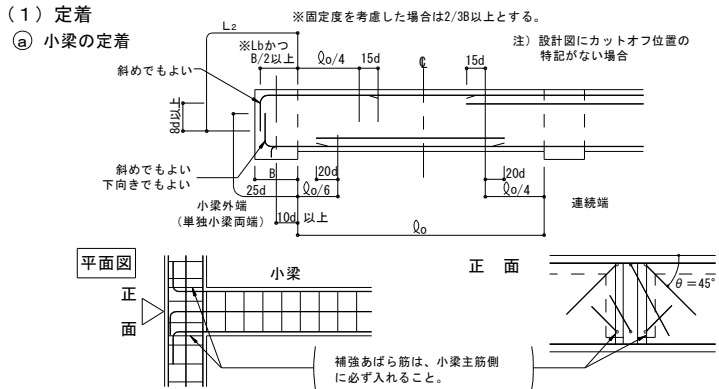 (1) 定着
ⓐ 小梁の定着
※固定度を考慮した場合は2/3B以上とする。
注) 設計図にカットオフ位置の
特記がない場合
L₂
※Lbかつ
B/2以上
ℓo/4
15d
℄
15d
斜めでもよい
8d以上
斜めでもよい
下向きでもよい
B
20d
20d
25d
ℓo/6
ℓo/4
小梁外端
(単独小梁両端)
10d 以上
連続端
ℓo
平面図
小梁
正面
正
面
θ=45°
補強あばら筋は、小梁主筋側
に必ず入れること。